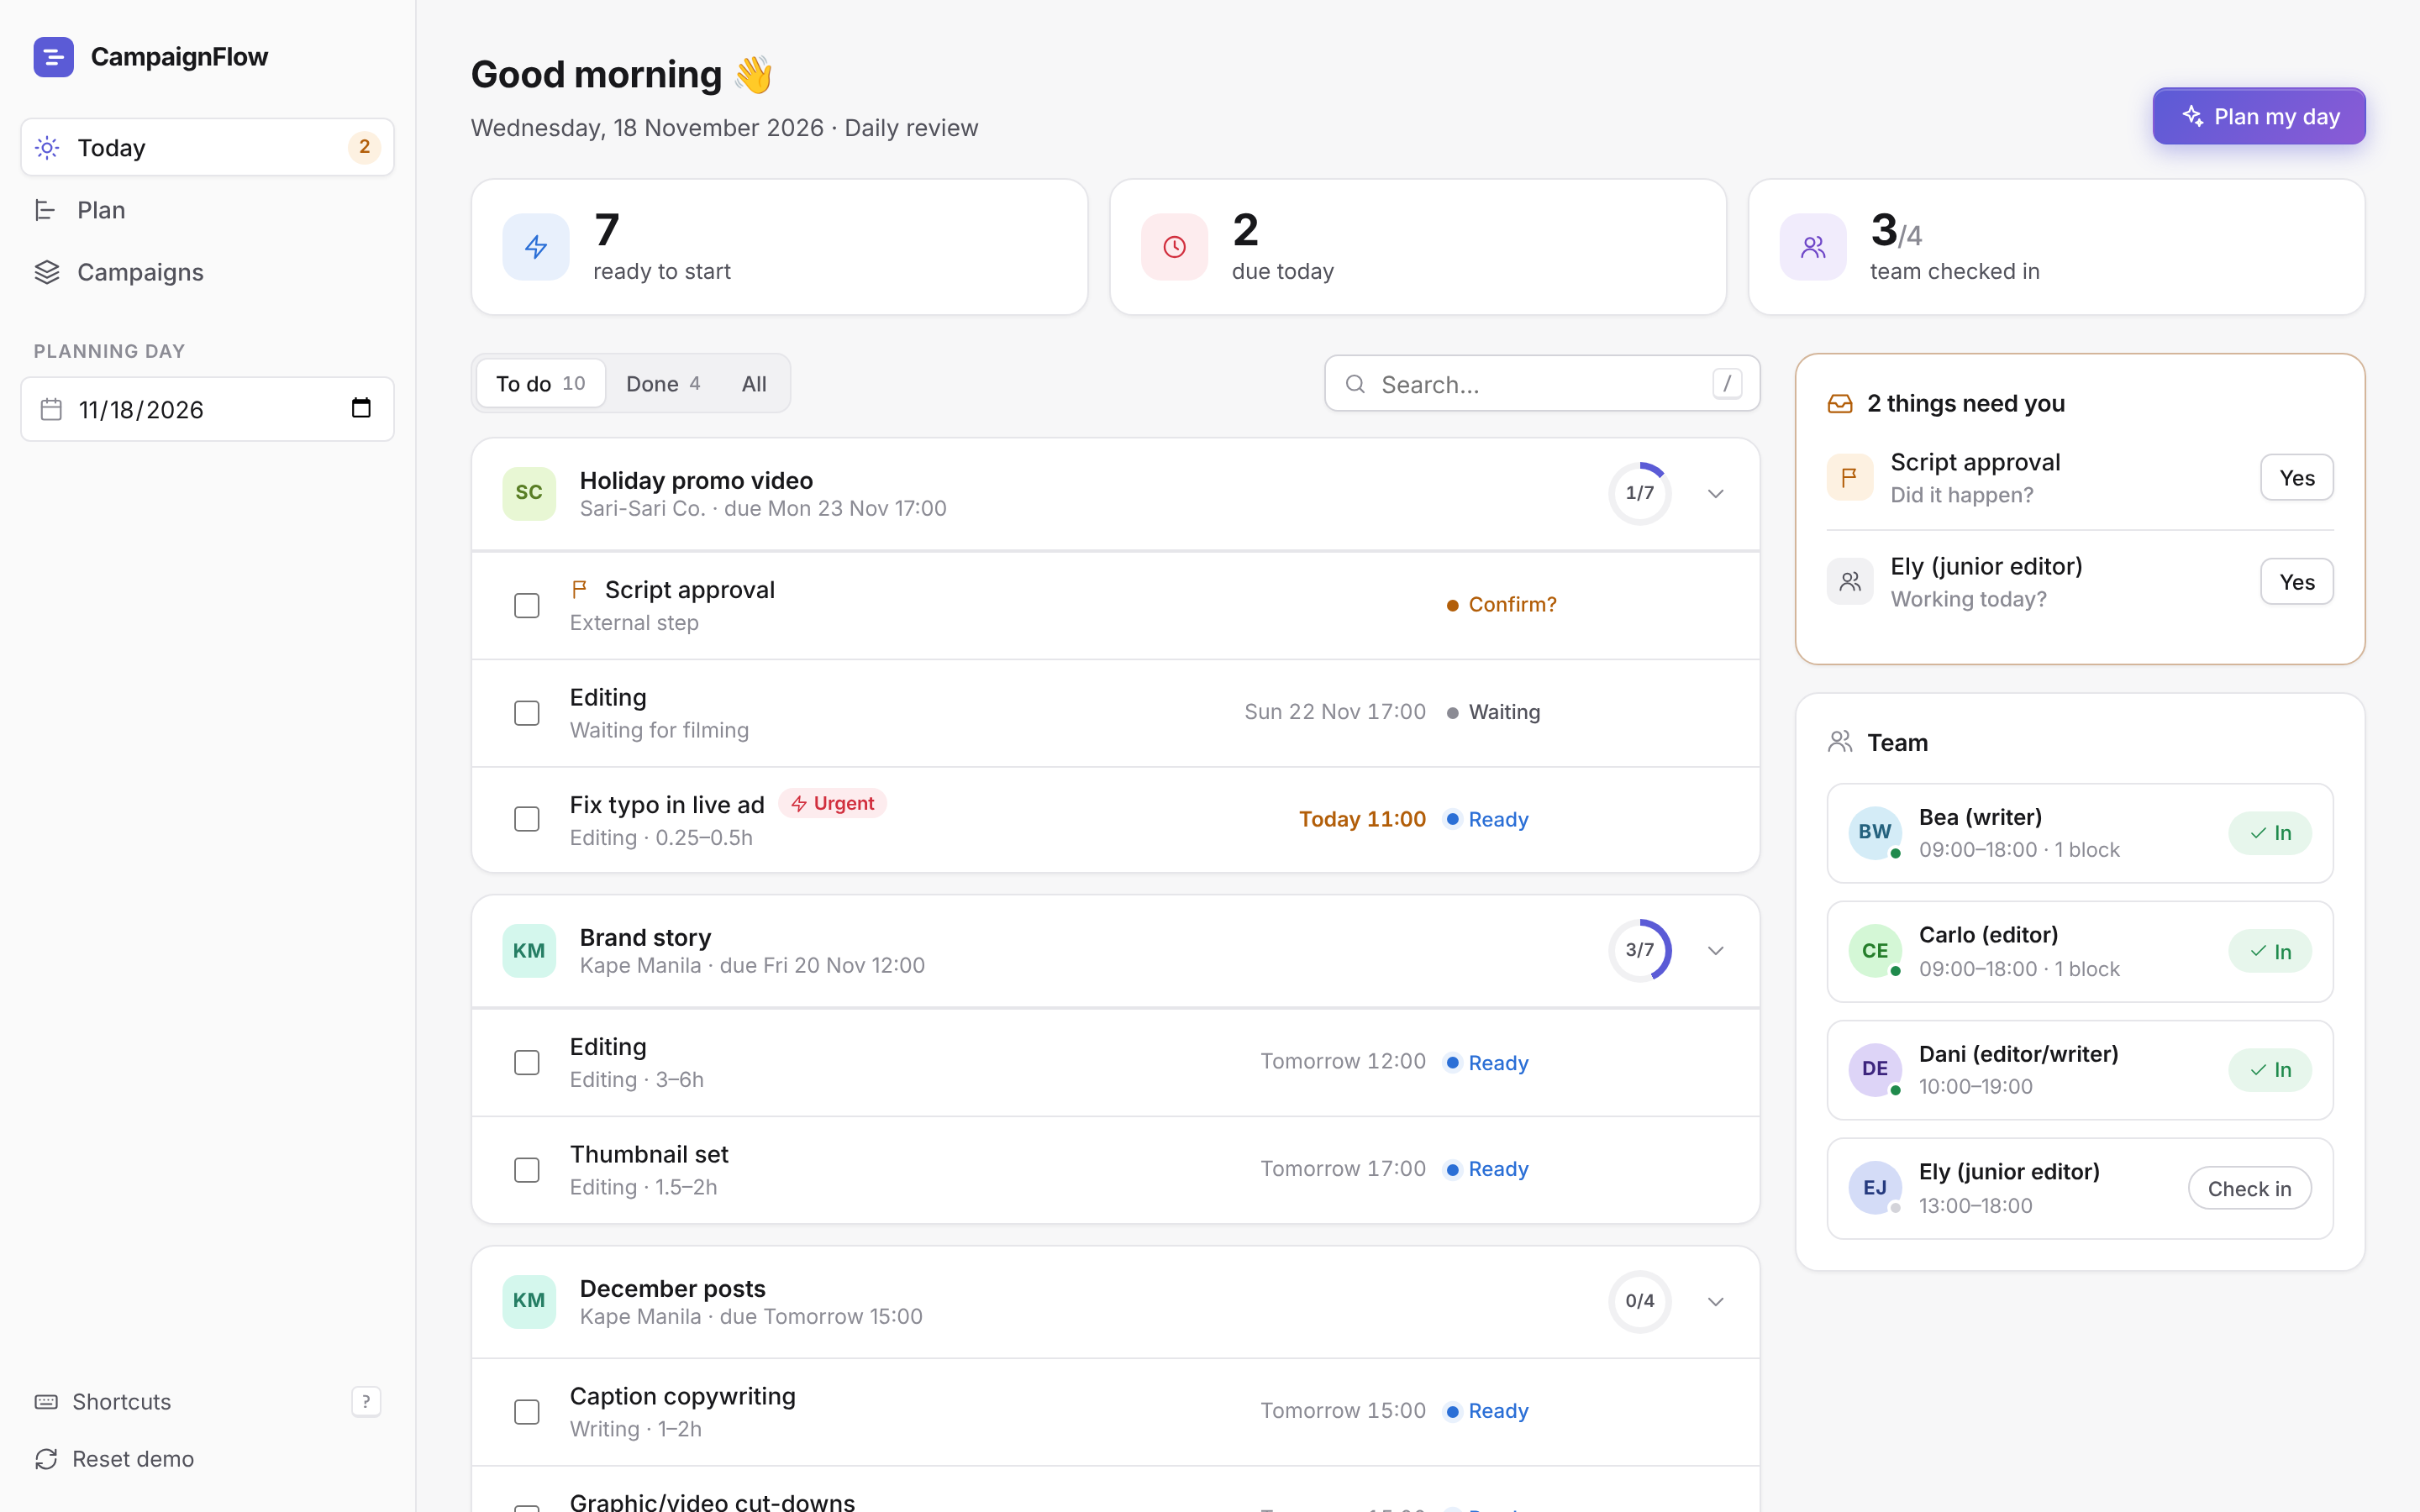 CampaignFlow
Today 2
Plan
Campaigns
PLANNING DAY
11/18/2026
Shortcuts ?
Reset demo
Good morning 👋
Wednesday, 18 November 2026 · Daily review
Plan my day
7
ready to start
2
due today
3/4
team checked in
To do 10 Done 4 All
Search... /
SC
Holiday promo video
Sari-Sari Co. · due Mon 23 Nov 17:00
1/7
Script approval
External step
Confirm?
Editing
Waiting for filming
Sun 22 Nov 17:00 Waiting
Fix typo in live ad Urgent
Editing · 0.25–0.5h
Today 11:00 Ready
KM
Brand story
Kape Manila · due Fri 20 Nov 12:00
3/7
Editing
Editing · 3–6h
Tomorrow 12:00 Ready
Thumbnail set
Editing · 1.5–2h
Tomorrow 17:00 Ready
KM
December posts
Kape Manila · due Tomorrow 15:00
0/4
Caption copywriting
Writing · 1–2h
Tomorrow 15:00 Ready
Graphic/video cut-downs
2 things need you
Script approval
Did it happen?
Yes
Ely (junior editor)
Working today?
Yes
Team
BW
Bea (writer)
09:00–18:00 · 1 block
In
CE
Carlo (editor)
09:00–18:00 · 1 block
In
DE
Dani (editor/writer)
10:00–19:00
In
EJ
Ely (junior editor)
13:00–18:00
Check in